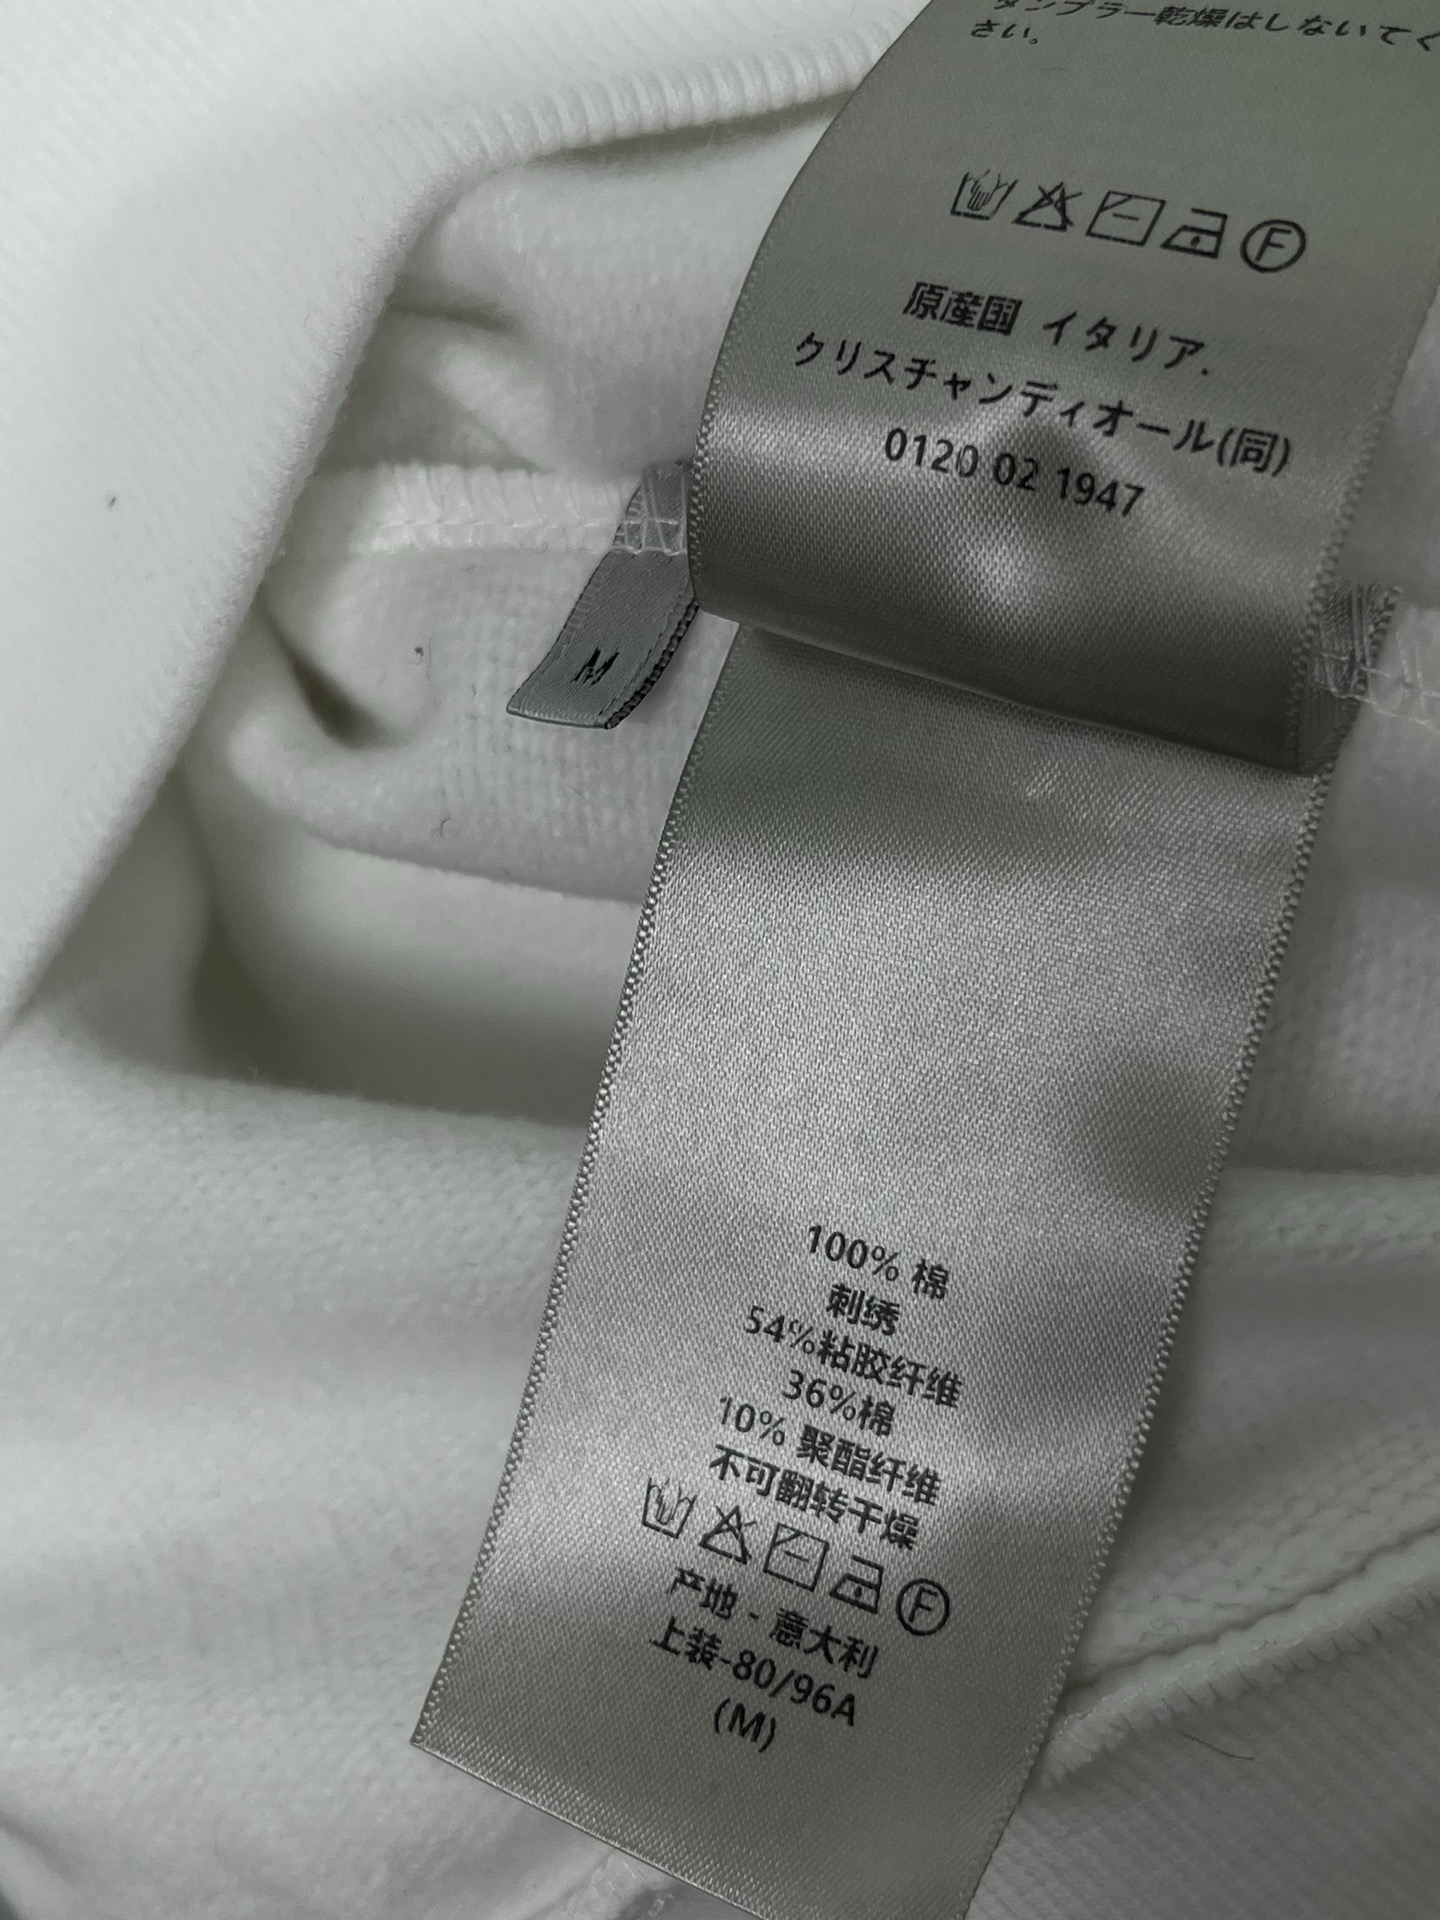 タンブラー乾燥はしないでく
さい。
F
原産国 イタリア.
クリスチャンディオール(同)
0120 02 1947
M
100% 棉
刺绣
54%粘胶纤维
36%棉
10% 聚酯纤维
不可翻转干燥
F
产地 - 意大利
上装-80/96A
(M)